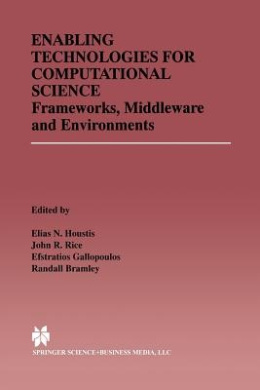 ENABLING
TECHNOLOGIES FOR
COMPUTATIONAL
SCIENCE
Frameworks, Middleware
and Environments
Edited by
Elias N. Houstis
John R. Rice
Efstratios Gallopoulos
Randall Bramley
SPRINGER SCIENCE+BUSINESS MEDIA, LLC